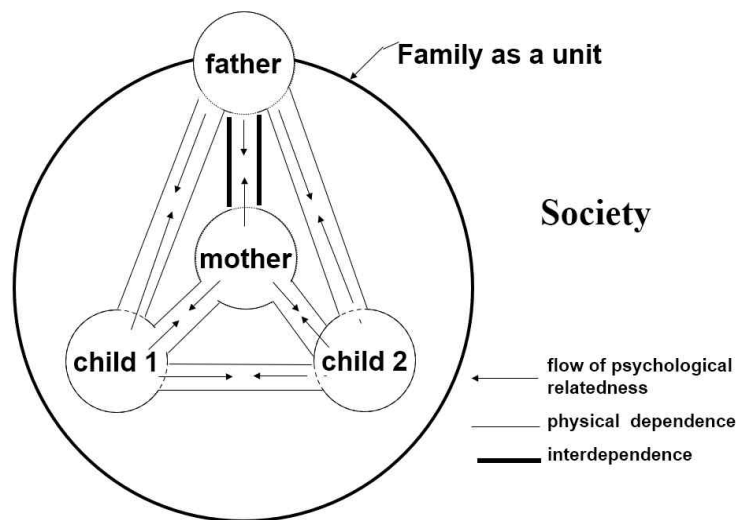 father
Family as a unit
Society
mother
child 1
child 2
flow of psychological
relatedness
physical dependence
interdependence